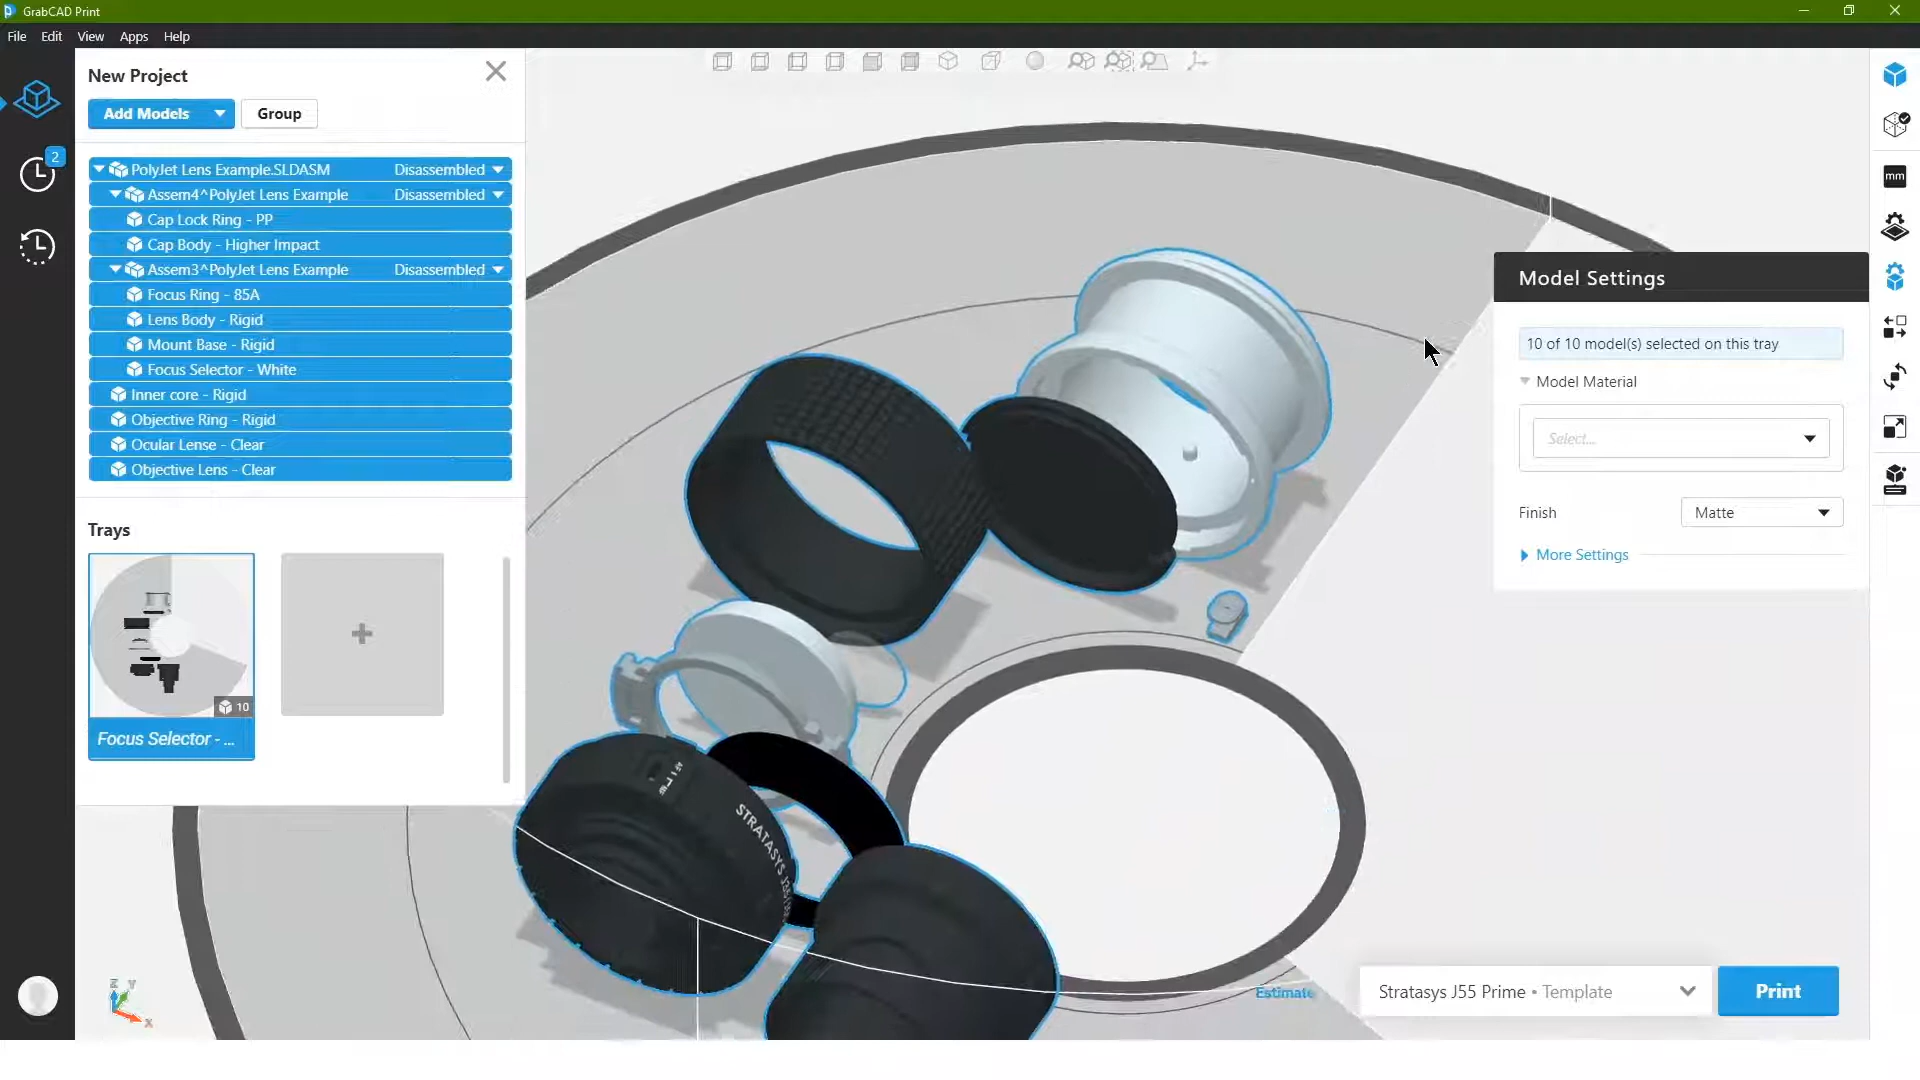 GrabCAD Print
File Edit View Apps Help
New Project
Add Models
Group
PolyJet Lens Example.SLDASM Disassembled
Assem4^PolyJet Lens Example Disassembled
Cap Lock Ring - PP
Cap Body - Higher Impact
Assem3^PolyJet Lens Example Disassembled
Focus Ring - 85A
Lens Body - Rigid
Mount Base - Rigid
Focus Selector - White
Inner core - Rigid
Objective Ring - Rigid
Ocular Lense - Clear
Objective Lens - Clear
2
Trays
10
Focus Selector - ...
mm
Model Settings
10 of 10 model(s) selected on this tray
Model Material
Select...
Finish Matte
More Settings
STRATASYS
Estimate
Stratasys J55 Prime • Template
Print
Z Y
X